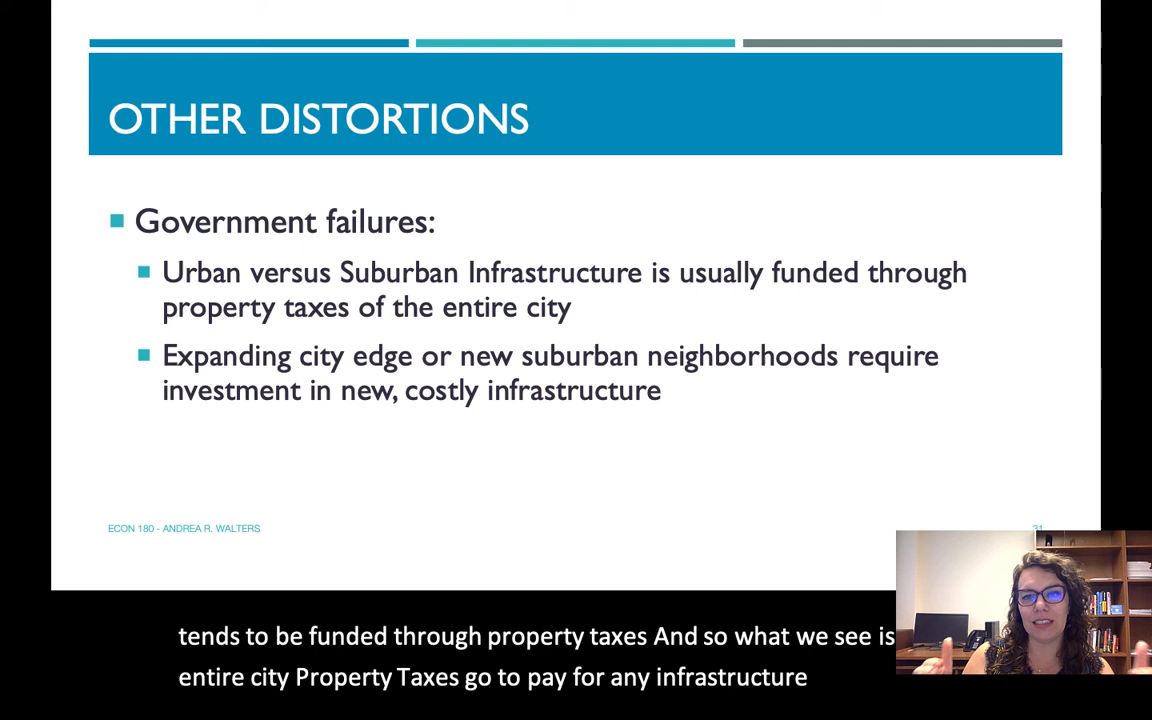 OTHER DISTORTIONS
Government failures:
Urban versus Suburban Infrastructure is usually funded through
property taxes of the entire city
Expanding city edge or new suburban neighborhoods require
investment in new, costly infrastructure
ECON 180 - ANDREA R. WALTERS
31
tends to be funded through property taxes And so what we see is
entire city Property Taxes go to pay for any infrastructure